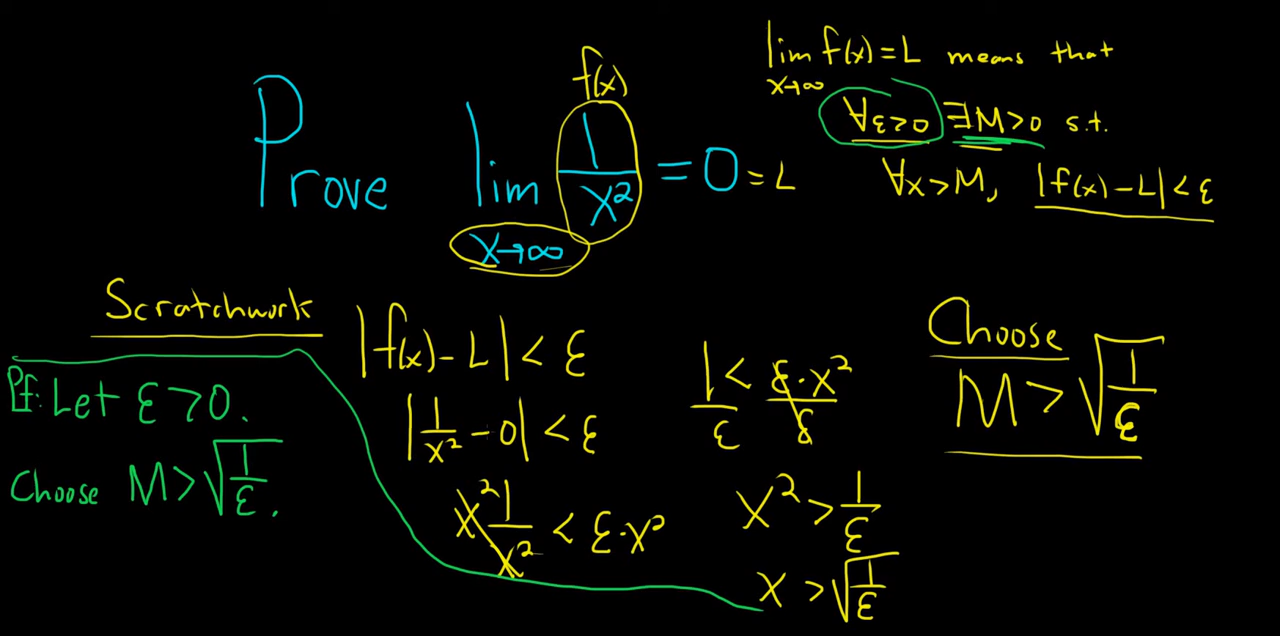 Prove lim x→∞ 1/x² = 0 = L
f(x)
lim x→∞ f(x) = L means that
∀ε>0 ∃M>0 s.t.
∀x>M, |f(x)-L|<ε
Scratchwork
|f(x)-L| < ε
|1/x² - 0| < ε
x² 1/x² < ε·x²
1/ε < ε·x²/ε
x² > 1/ε
x > √(1/ε)
Choose
M > √(1/ε)
Pf: Let ε>0.
Choose M > √(1/ε).